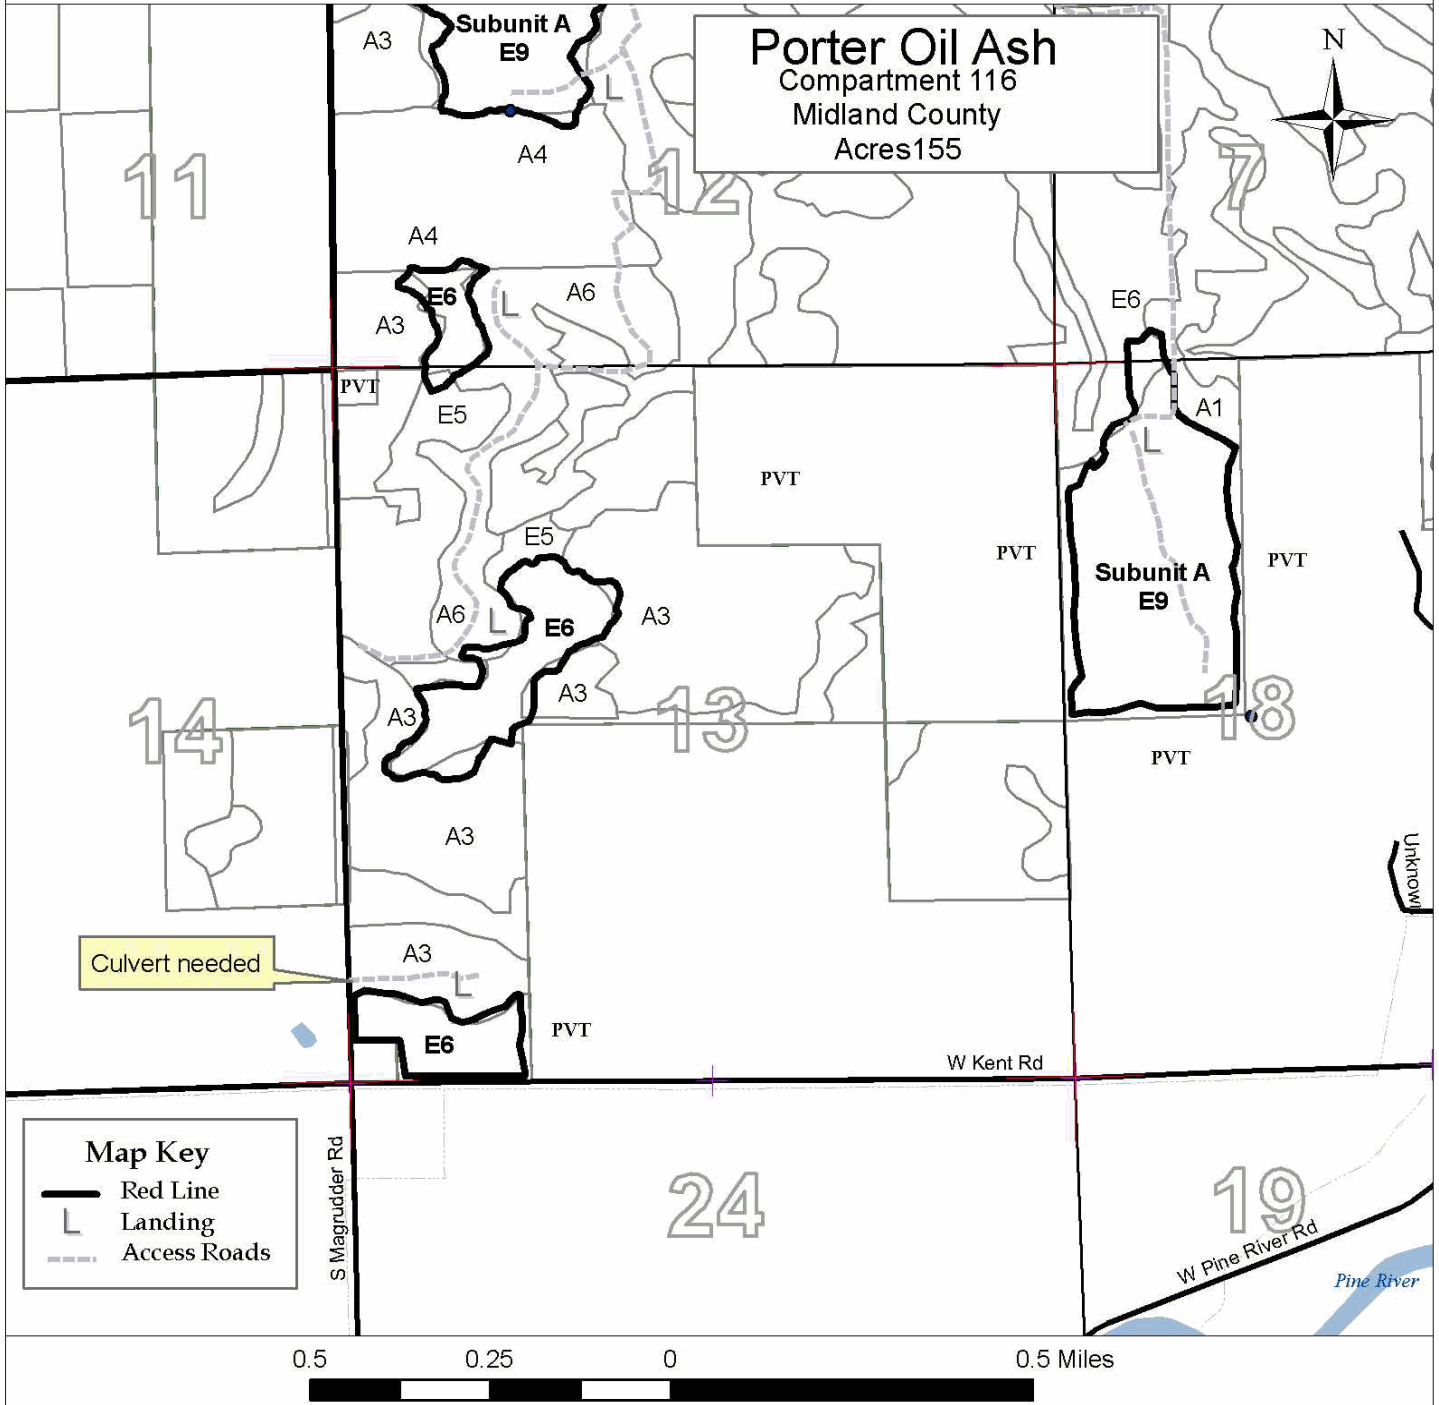 Porter Oil Ash
Compartment 116
Midland County
Acres155
N
A3
Subunit A
E9
L
A4
11
12
7
A4
E6
L
A6
A3
E6
PVT
E5
A1
L
PVT
E5
PVT
Subunit A
E9
PVT
A6
L
E6
A3
A3
A3
14
13
18
PVT
A3
Unknow
A3
Culvert needed
L
E6
PVT
W Kent Rd
Map Key
Red Line
L Landing
Access Roads
S Magrudder Rd
24
19
W Pine River Rd
Pine River
0.5 0.25 0 0.5 Miles